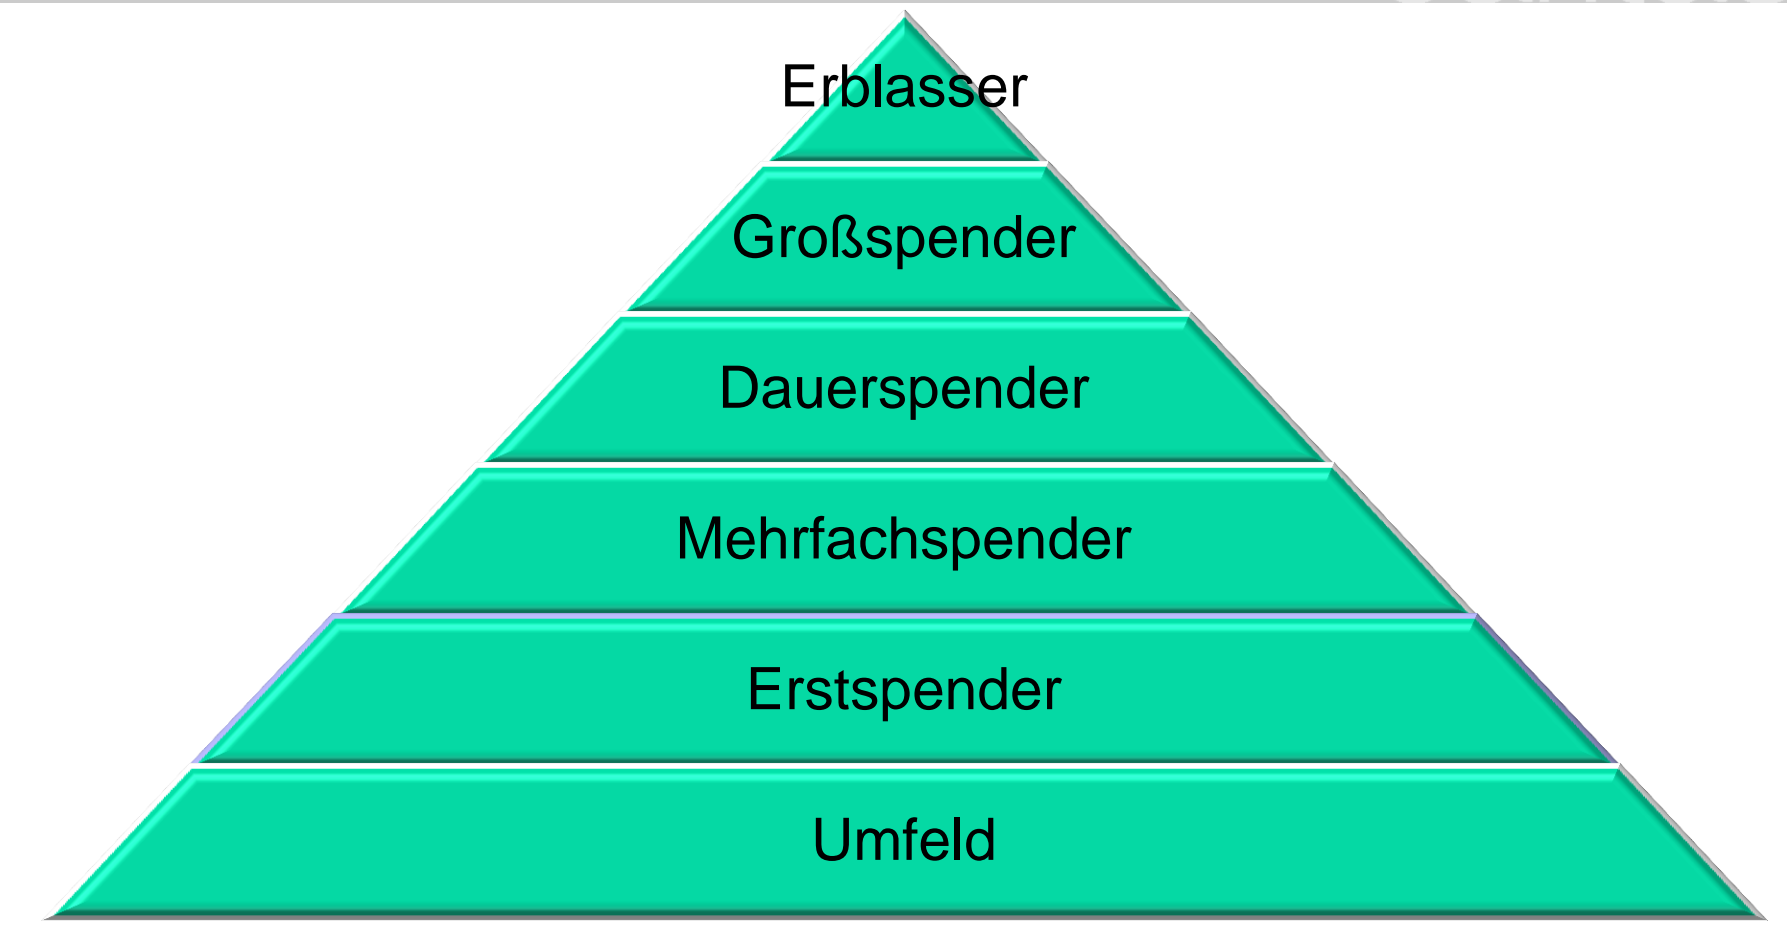 Erblasser
Großspender
Dauerspender
Mehrfachspender
Erstspender
Umfeld